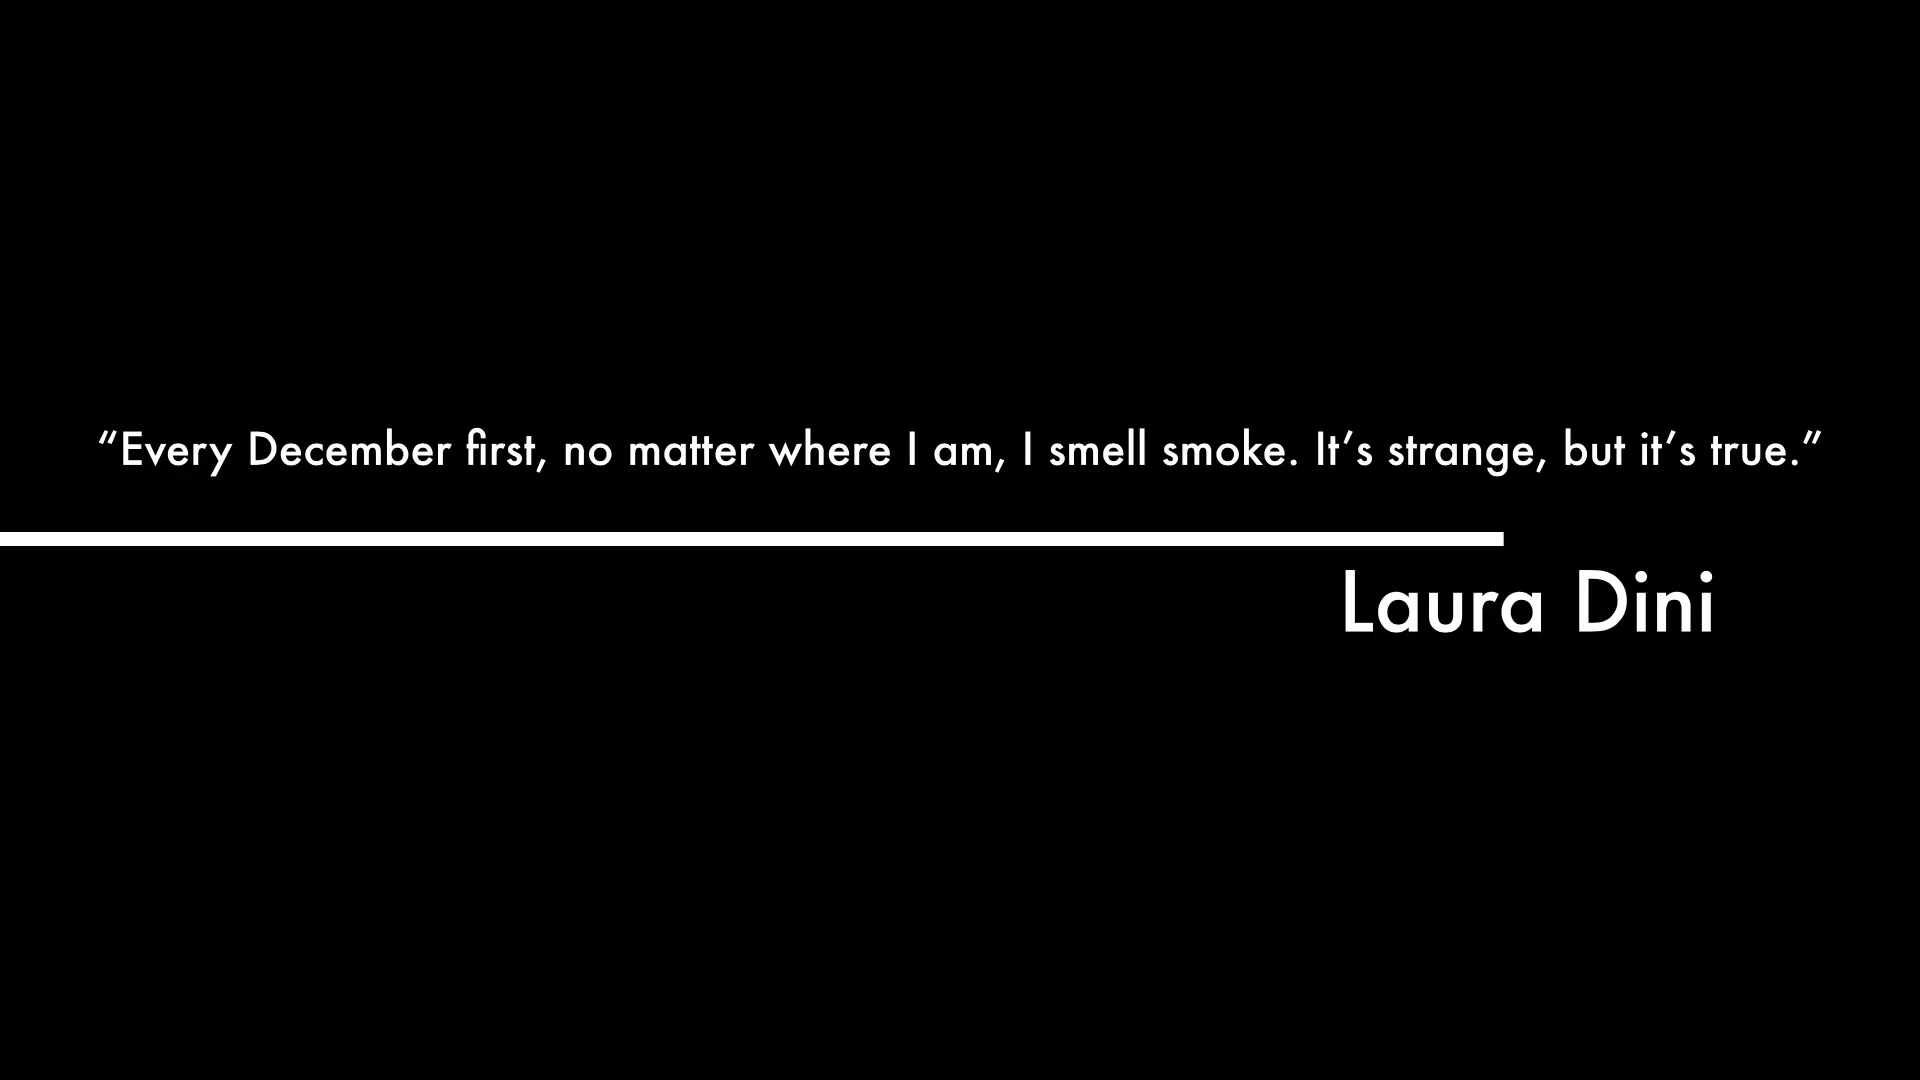 “Every December first, no matter where I am, I smell smoke. It’s strange, but it’s true.”
Laura Dini